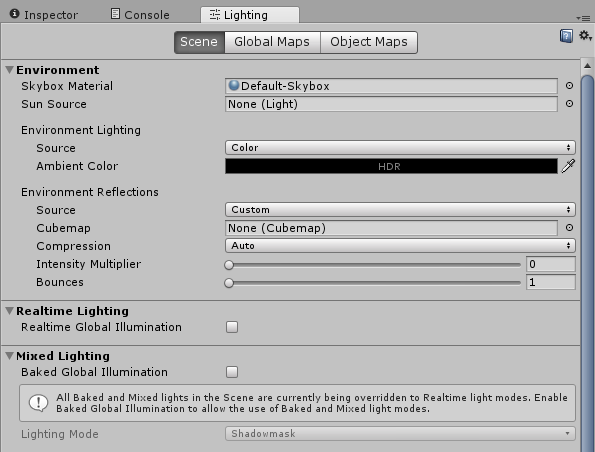 Inspector Console Lighting
Scene Global Maps Object Maps
Environment
Skybox Material Default-Skybox
Sun Source None (Light)
Environment Lighting
Source Color
Ambient Color HDR
Environment Reflections
Source Custom
Cubemap None (Cubemap)
Compression Auto
Intensity Multiplier 0
Bounces 1
Realtime Lighting
Realtime Global Illumination
Mixed Lighting
Baked Global Illumination
All Baked and Mixed lights in the Scene are currently being overridden to Realtime light modes. Enable
Baked Global Illumination to allow the use of Baked and Mixed light modes.
Lighting Mode Shadowmask